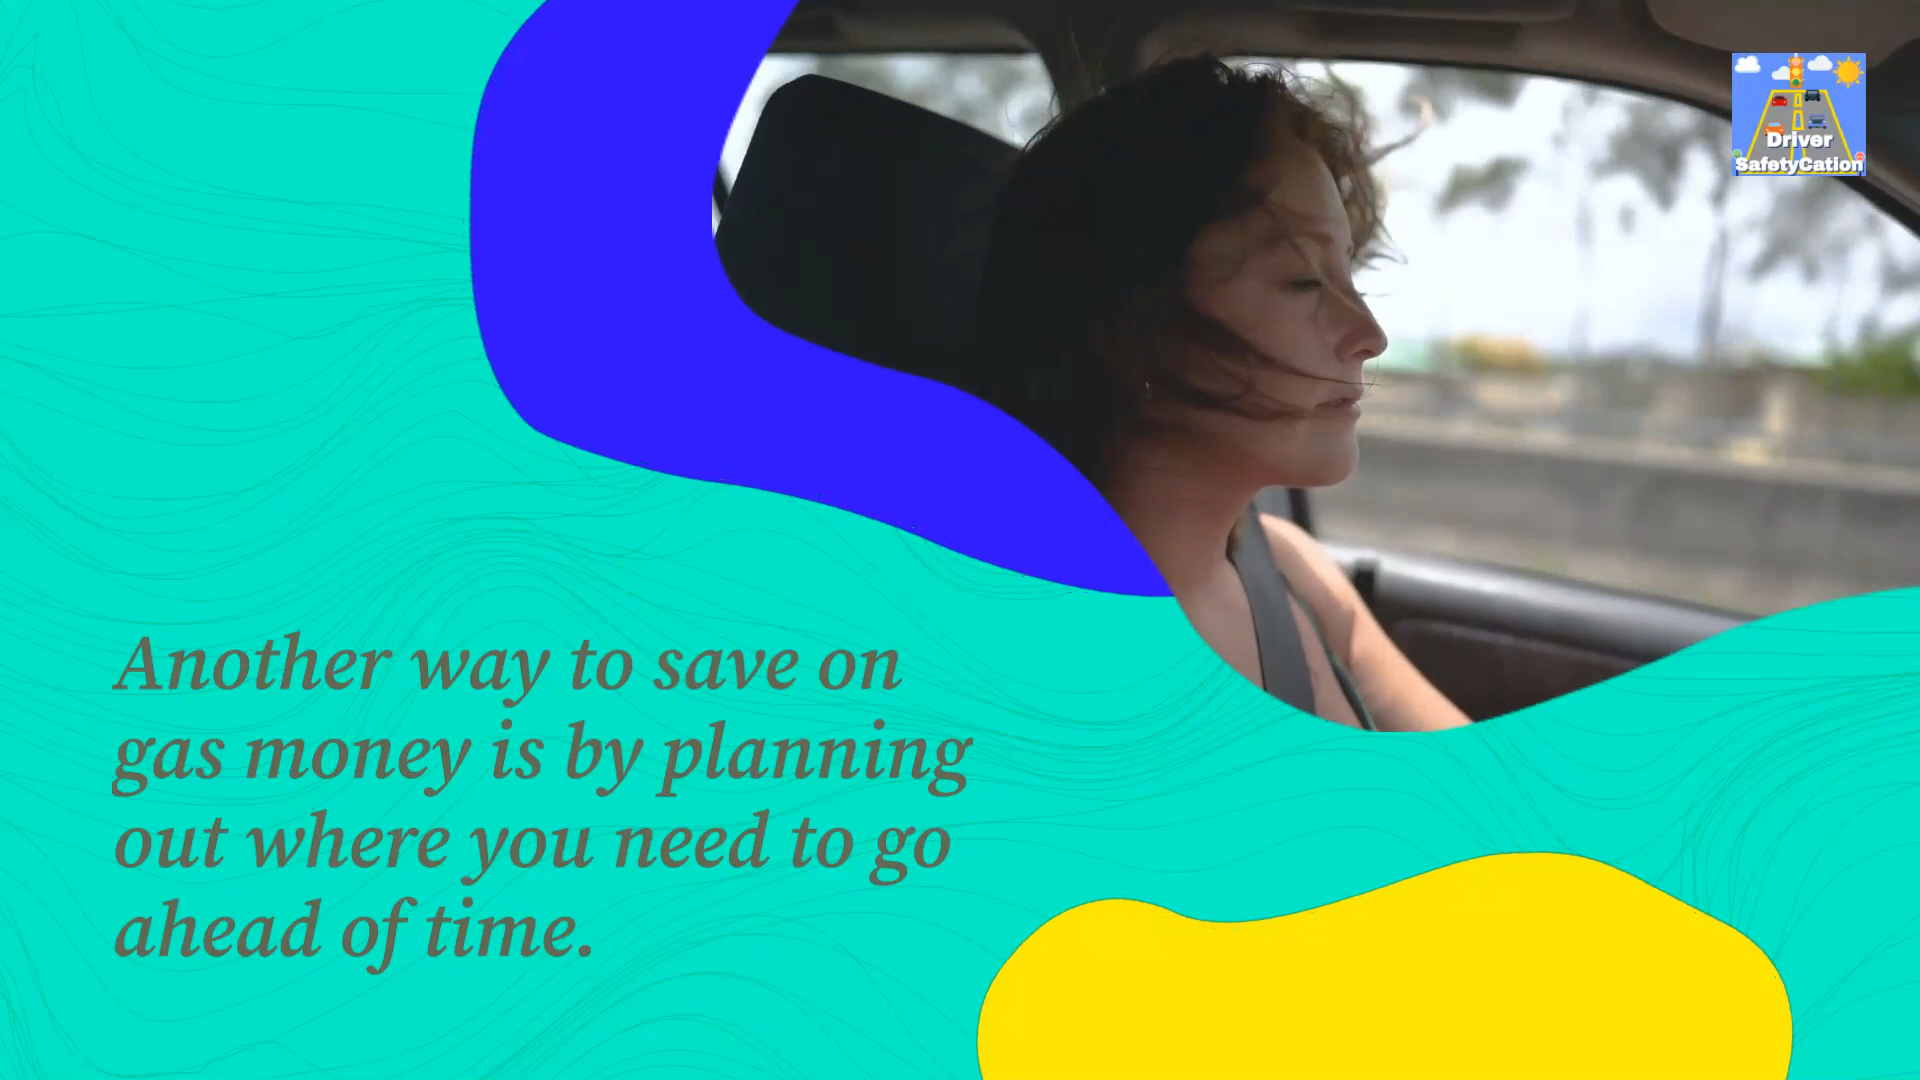 Driver
SafetyCation
Another way to save on
gas money is by planning
out where you need to go
ahead of time.